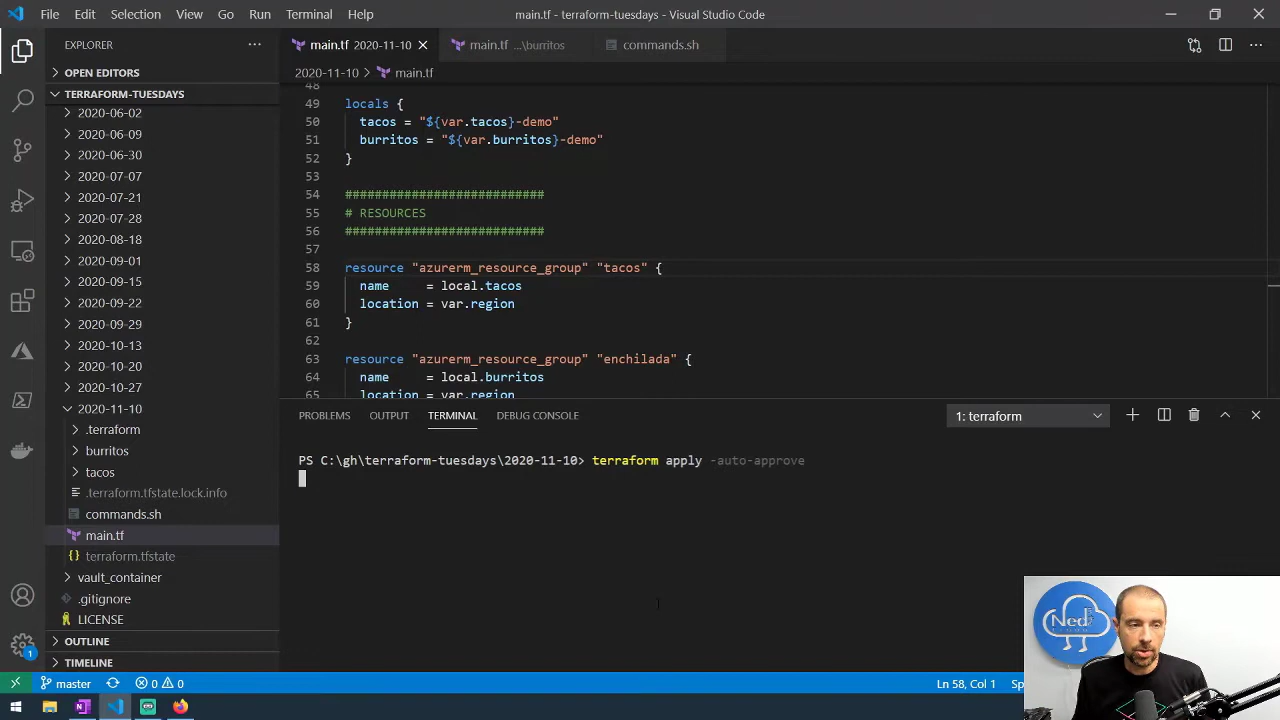 File Edit Selection View Go Run Terminal Help
main.tf - terraform-tuesdays - Visual Studio Code
EXPLORER
main.tf 2020-11-10
main.tf ...\burritos
commands.sh
OPEN EDITORS
2020-11-10 > main.tf
TERRAFORM-TUESDAYS
2020-06-02
2020-06-09
2020-06-30
2020-07-07
2020-07-21
2020-07-28
2020-08-18
2020-09-01
2020-09-15
2020-09-22
2020-09-29
2020-10-13
2020-10-20
2020-10-27
2020-11-10
.terraform
burritos
tacos
.terraform.tfstate.lock.info
commands.sh
main.tf
terraform.tfstate
vault_container
.gitignore
LICENSE
OUTLINE
TIMELINE
48
49 locals {
50 tacos = "${var.tacos}-demo"
51 burritos = "${var.burritos}-demo"
52 }
53
54 ###########################
55 # RESOURCES
56 ###########################
57
58 resource "azurerm_resource_group" "tacos" {
59 name = local.tacos
60 location = var.region
61 }
62
63 resource "azurerm_resource_group" "enchilada" {
64 name = local.burritos
65 location = var.region
PROBLEMS OUTPUT TERMINAL DEBUG CONSOLE
1: terraform
PS C:\gh\terraform-tuesdays\2020-11-10> terraform apply -auto-approve
Ned
1
master
0 0
Ln 58, Col 1
Sp